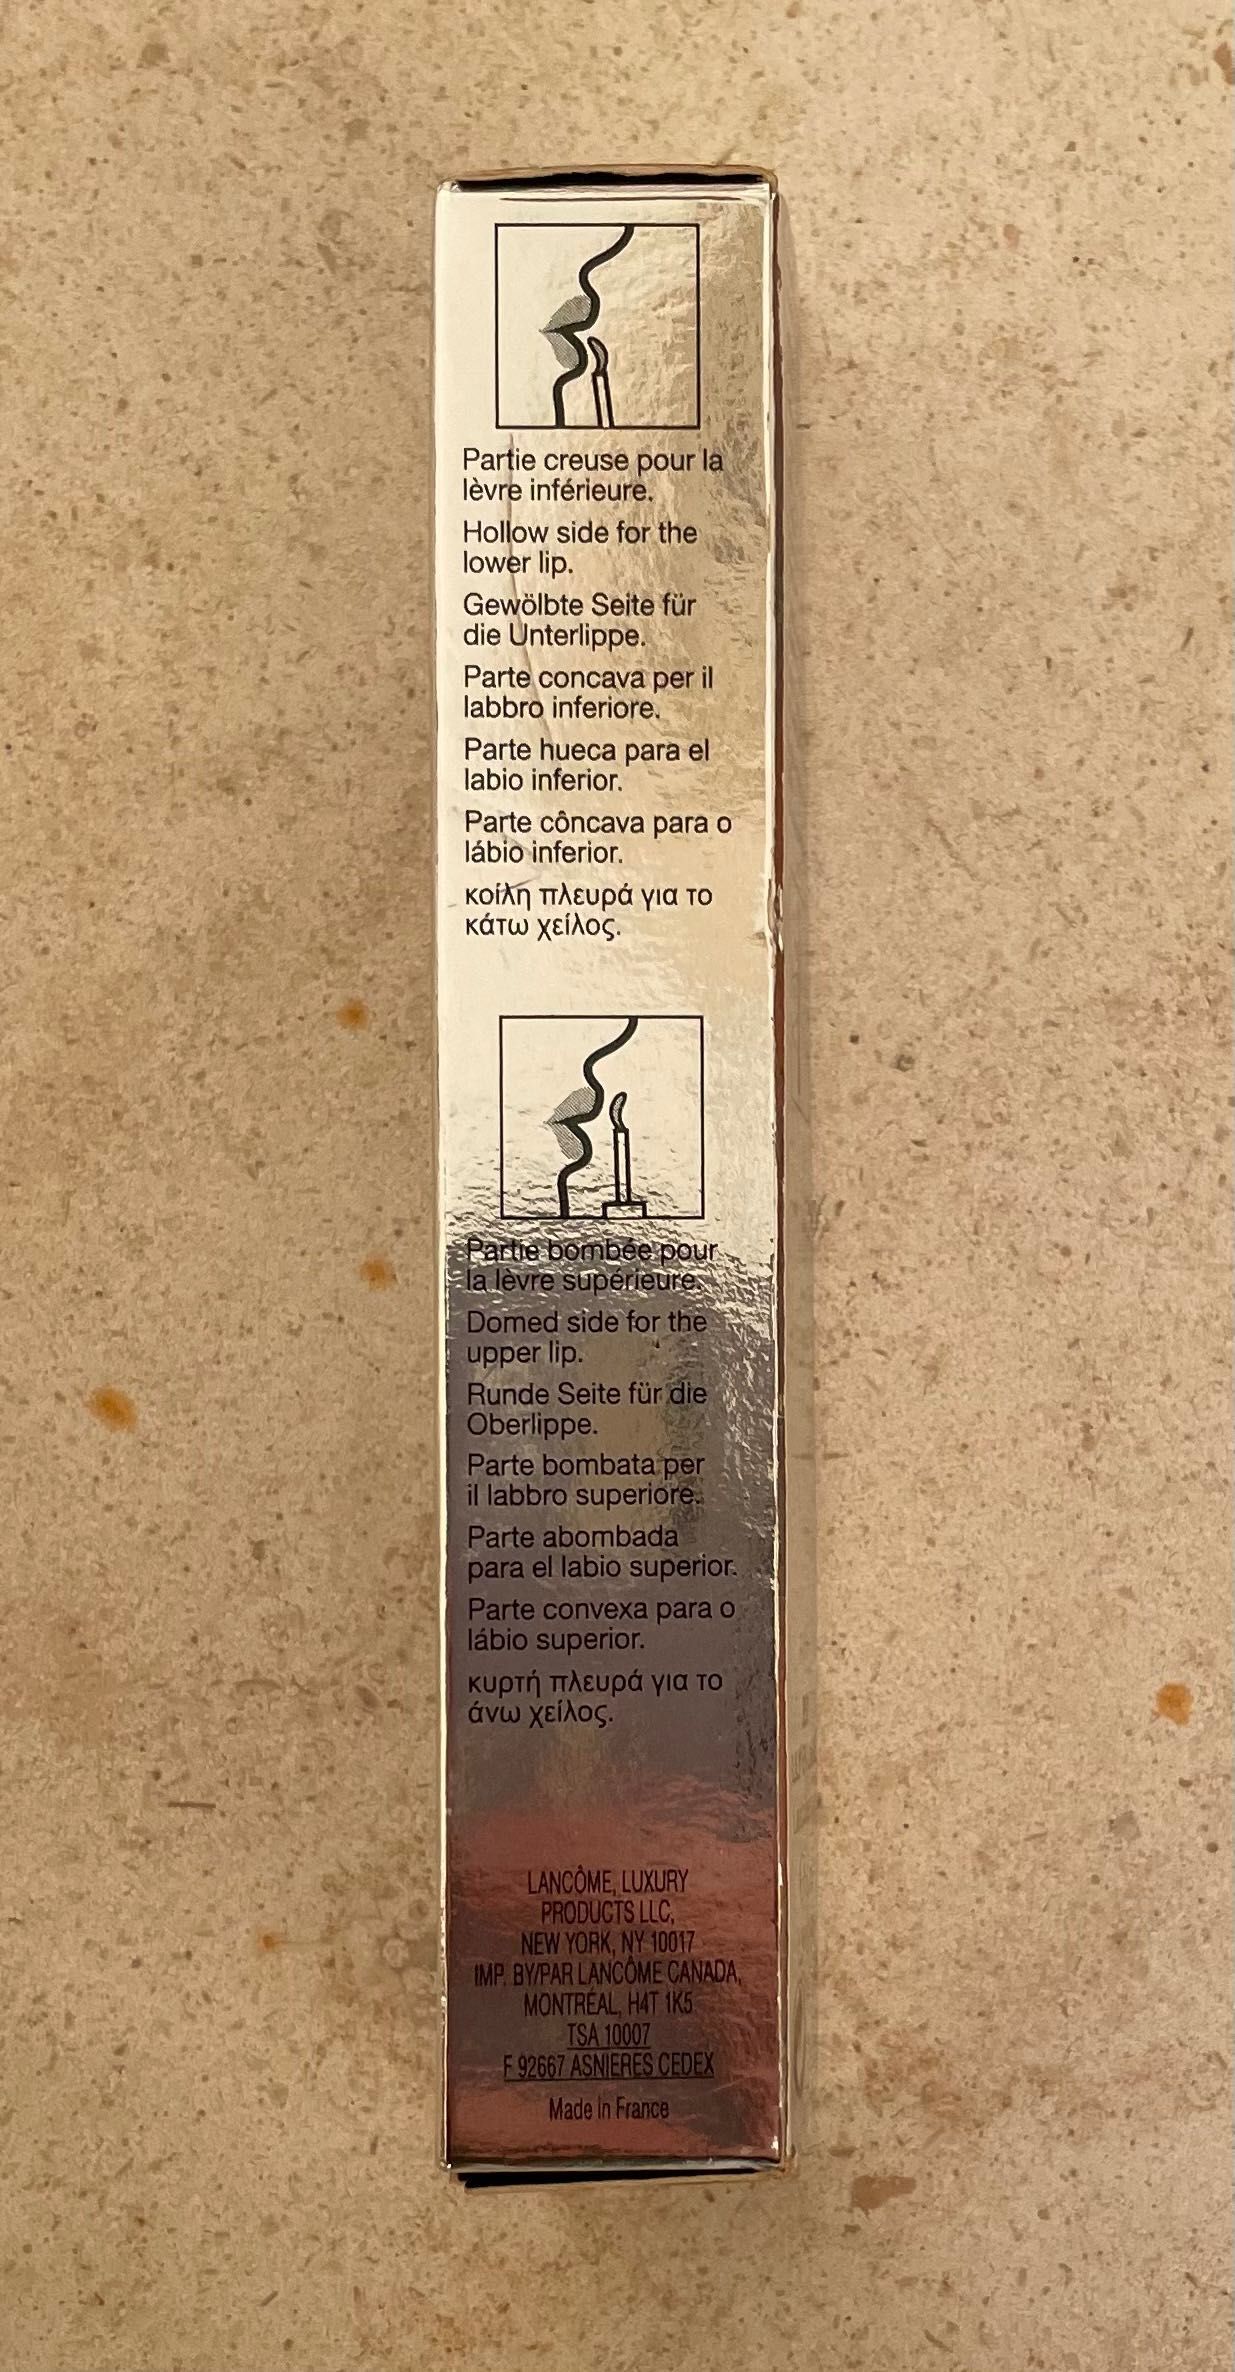 Partie creuse pour la
lèvre inférieure.
Hollow side for the
lower lip.
Gewölbte Seite für
die Unterlippe.
Parte concava per il
labbro inferiore.
Parte hueca para el
labio inferior.
Parte côncava para o
lábio inferior.
κοίλη πλευρά για το
κάτω χείλος.
Partie bombée pour
la lèvre supérieure.
Domed side for the
upper lip.
Runde Seite für die
Oberlippe.
Parte bombata per
il labbro superiore.
Parte abombada
para el labio superior.
Parte convexa para o
lábio superior.
κυρτή πλευρά για το
άνω χείλος.
LANCÔME, LUXURY
PRODUCTS LLC,
NEW YORK, NY 10017
IMP. BY/PAR LANCÔME CANADA,
MONTRÉAL, H4T 1K5
TSA 10007
F 92667 ASNIERES CEDEX
Made in France